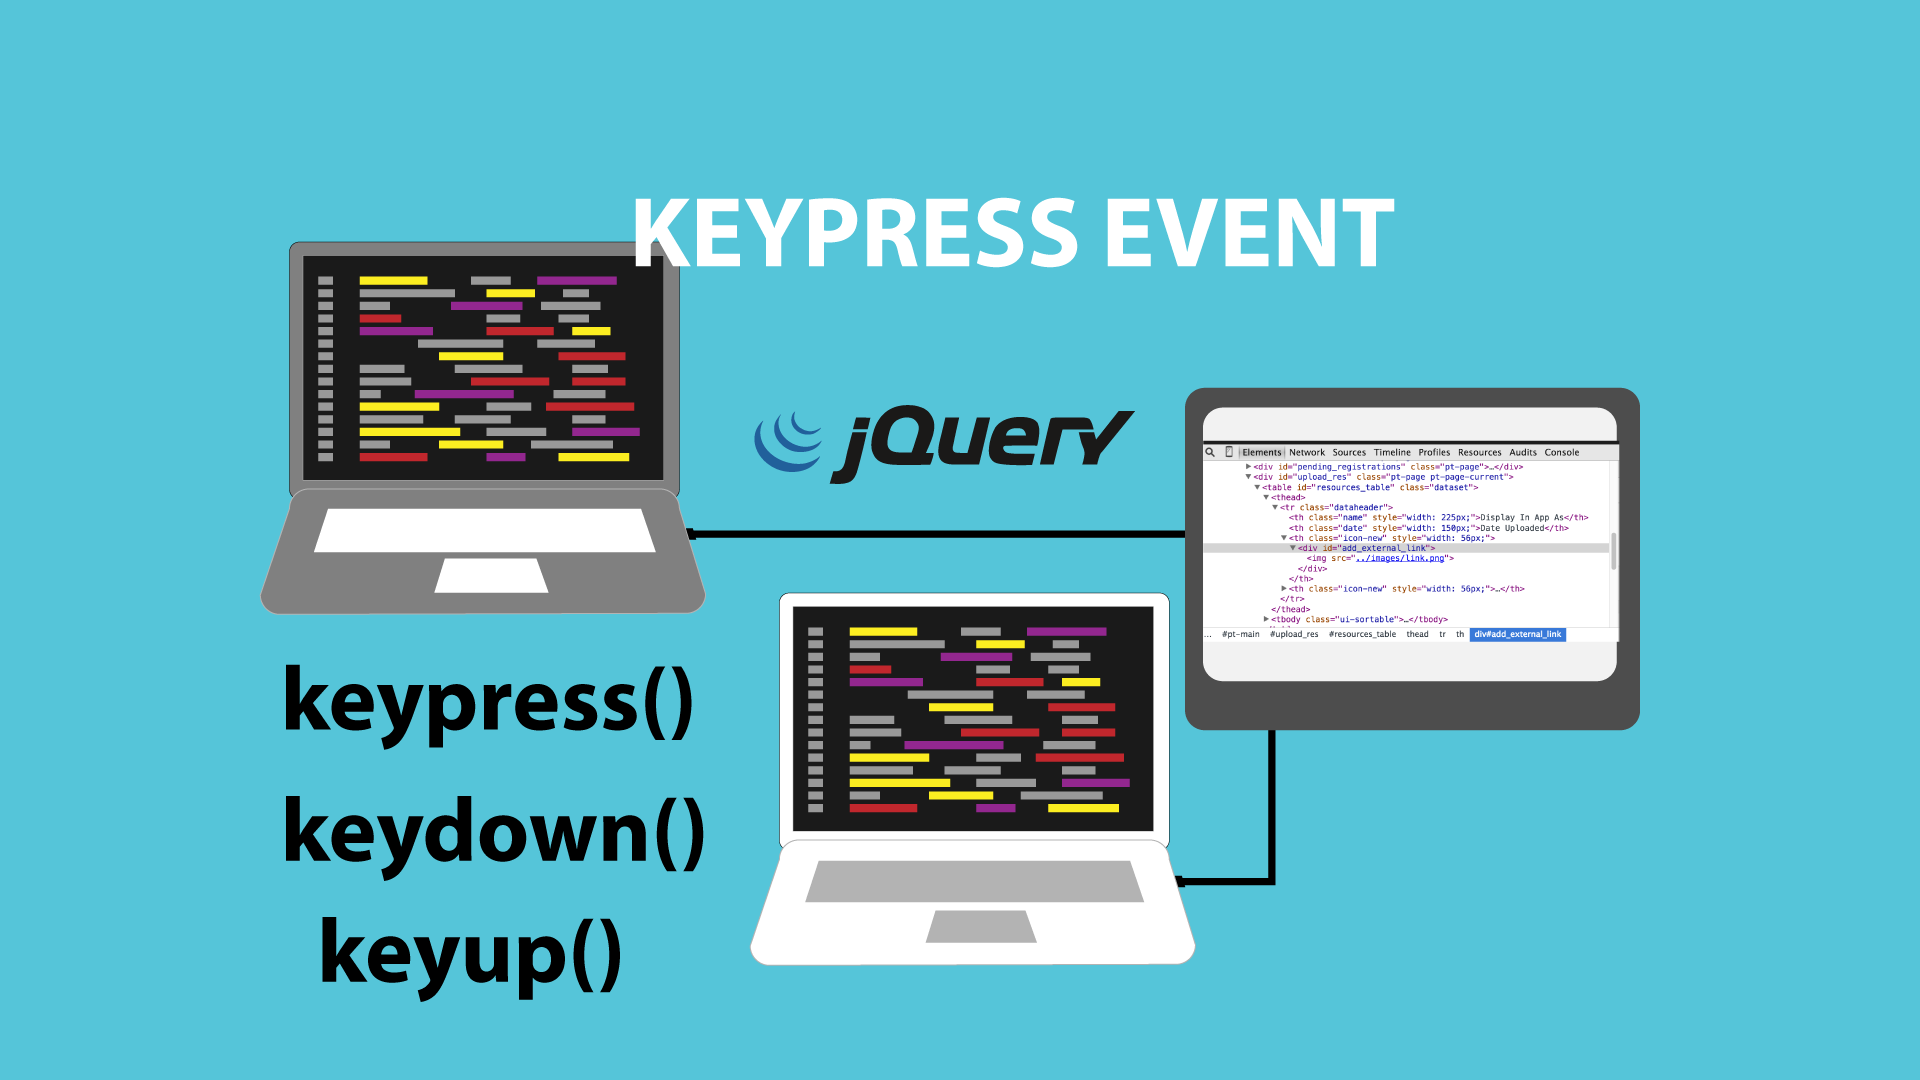 KEYPRESS EVENT
jQuery
Elements Network Sources Timeline Profiles Resources Audits Console
<div id="pending_registrations" class="pt-page">…</div>
<div id="upload_res" class="pt-page pt-page-current">
<table id="resources_table" class="dataset">
<thead>
<tr class="dataheader">
<th class="name" style="width: 225px;">Display In App As</th>
<th class="date" style="width: 150px;">Date Uploaded</th>
<th class="icon-new" style="width: 56px;">
<div id="add_external_link">
<img src="../images/link.png">
</div>
</th>
<th class="icon-new" style="width: 56px;">…</th>
</tr>
</thead>
<tbody class="ui-sortable">…</tbody>
… #pt-main #upload_res #resources_table thead tr th div#add_external_link
keypress()
keydown()
keyup()